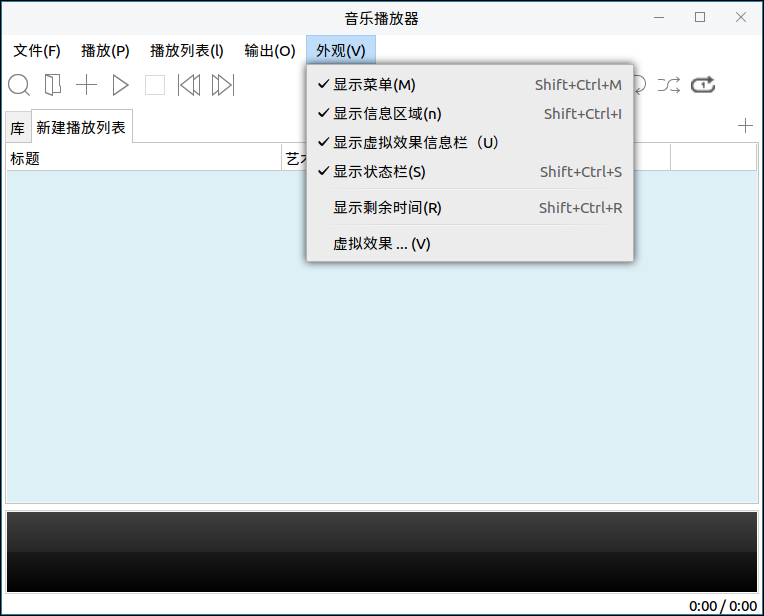 音乐播放器
文件(F) 播放(P) 播放列表(l) 输出(O) 外观(V)
显示菜单(M) Shift+Ctrl+M
显示信息区域(n) Shift+Ctrl+I
显示虚拟效果信息栏（U）
显示状态栏(S) Shift+Ctrl+S
显示剩余时间(R) Shift+Ctrl+R
虚拟效果 ... (V)
库 新建播放列表
标题 艺
0:00 / 0:00